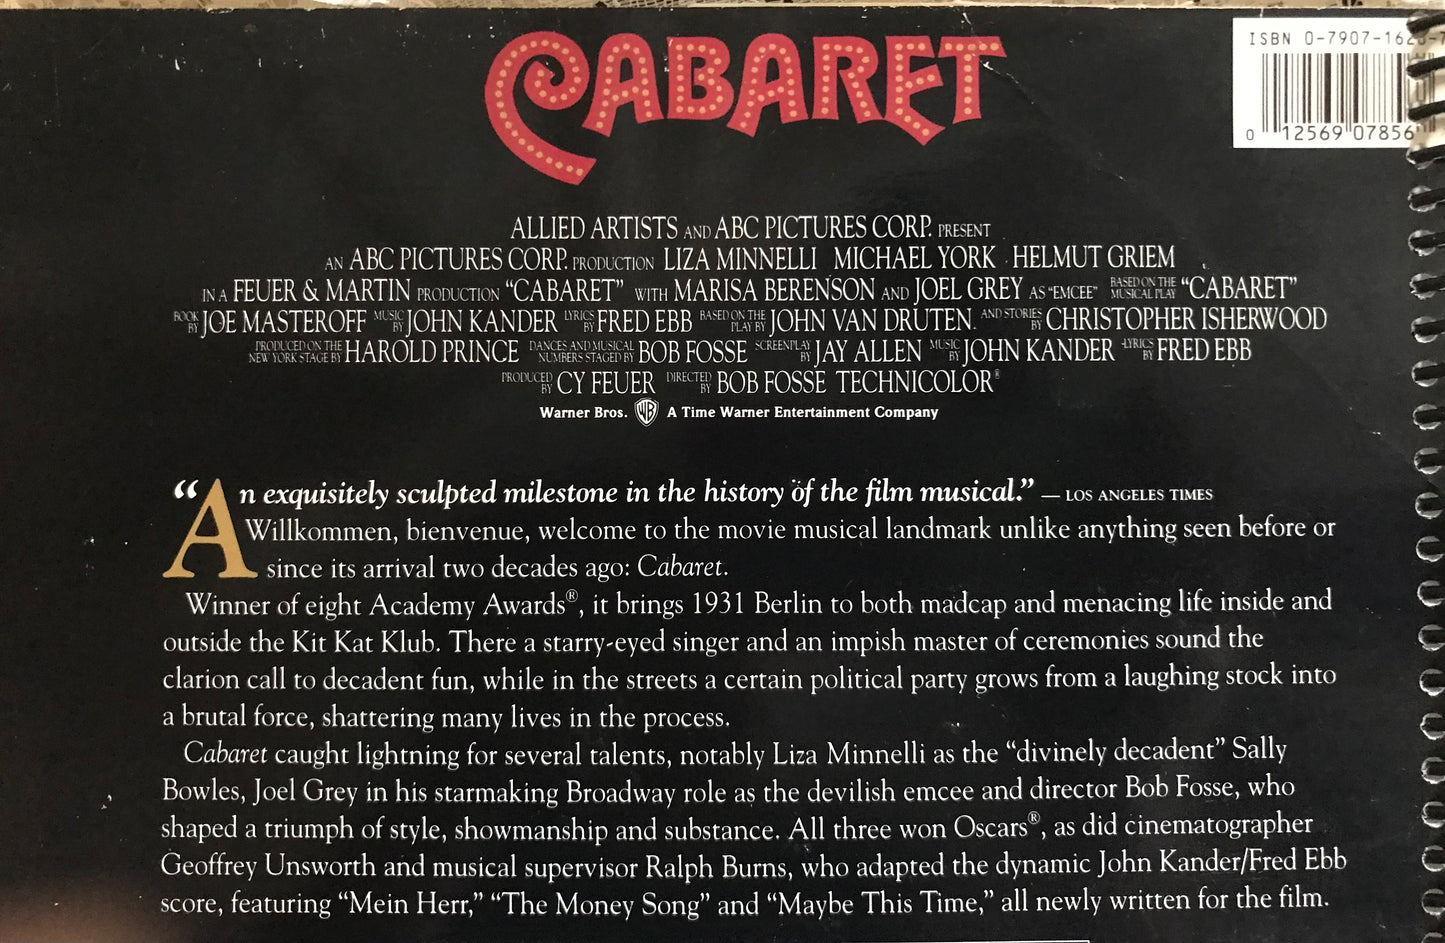 CABARET
ISBN 0-7907-1623-7
0 12569 07856
ALLIED ARTISTS AND ABC PICTURES CORP. PRESENT
AN ABC PICTURES CORP. PRODUCTION LIZA MINNELLI MICHAEL YORK HELMUT GRIEM
IN A FEUER & MARTIN PRODUCTION “CABARET” WITH MARISA BERENSON AND JOEL GREY AS “EMCEE” BASED ON THE MUSICAL PLAY “CABARET”
BOOK BY JOE MASTEROFF MUSIC BY JOHN KANDER LYRICS BY FRED EBB BASED ON THE PLAY BY JOHN VAN DRUTEN. AND STORIES BY CHRISTOPHER ISHERWOOD
PRODUCED ON THE NEW YORK STAGE BY HAROLD PRINCE DANCES AND MUSICAL NUMBERS STAGED BY BOB FOSSE SCREENPLAY BY JAY ALLEN MUSIC BY JOHN KANDER LYRICS BY FRED EBB
PRODUCED BY CY FEUER DIRECTED BY BOB FOSSE TECHNICOLOR®
Warner Bros. WB A Time Warner Entertainment Company
“An exquisitely sculpted milestone in the history of the film musical.” — LOS ANGELES TIMES
Willkommen, bienvenue, welcome to the movie musical landmark unlike anything seen before or
since its arrival two decades ago: Cabaret.
Winner of eight Academy Awards®, it brings 1931 Berlin to both madcap and menacing life inside and
outside the Kit Kat Klub. There a starry-eyed singer and an impish master of ceremonies sound the
clarion call to decadent fun, while in the streets a certain political party grows from a laughing stock into
a brutal force, shattering many lives in the process.
Cabaret caught lightning for several talents, notably Liza Minnelli as the “divinely decadent” Sally
Bowles, Joel Grey in his starmaking Broadway role as the devilish emcee and director Bob Fosse, who
shaped a triumph of style, showmanship and substance. All three won Oscars®, as did cinematographer
Geoffrey Unsworth and musical supervisor Ralph Burns, who adapted the dynamic John Kander/Fred Ebb
score, featuring “Mein Herr,” “The Money Song” and “Maybe This Time,” all newly written for the film.